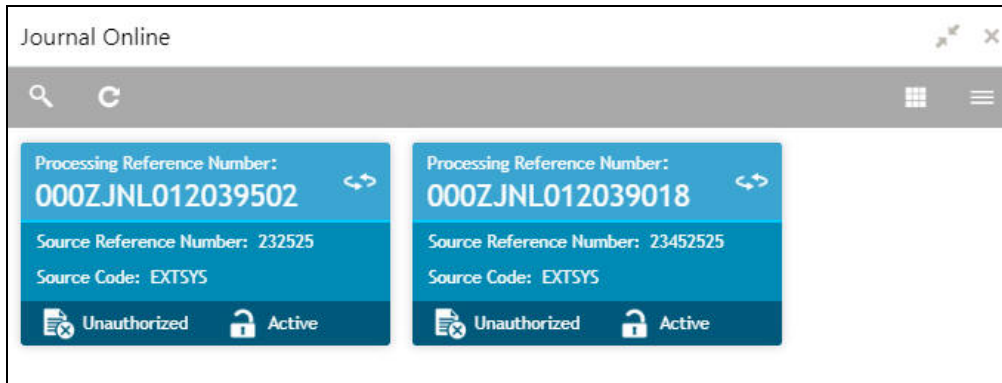 Journal Online
Processing Reference Number:
000ZJNL012039502
Source Reference Number: 232525
Source Code: EXTSYS
Unauthorized Active
Processing Reference Number:
000ZJNL012039018
Source Reference Number: 23452525
Source Code: EXTSYS
Unauthorized Active